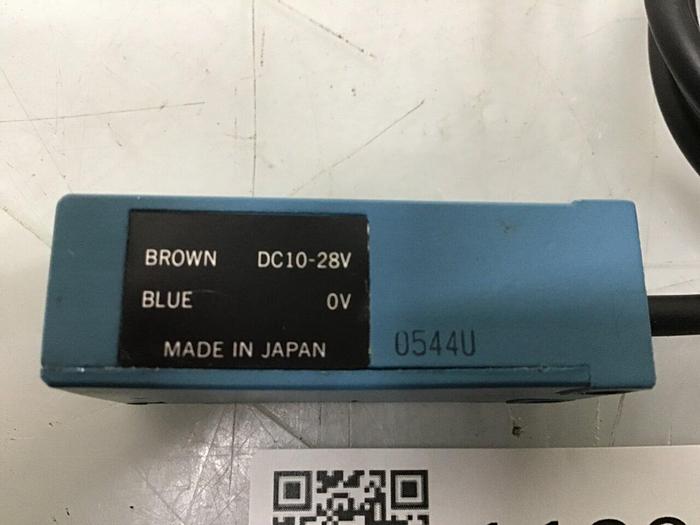 BROWN DC10-28V
BLUE 0V
MADE IN JAPAN
0544U